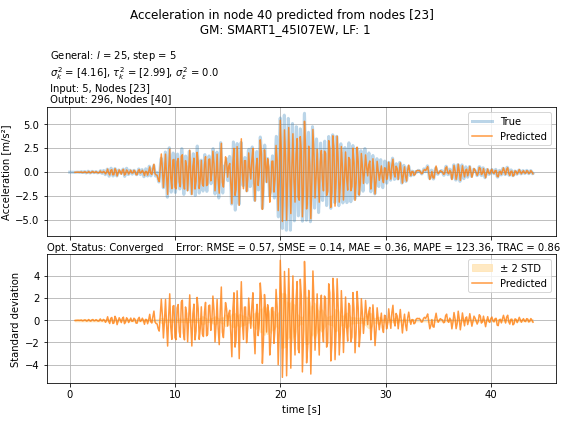 Acceleration in node 40 predicted from nodes [23]
GM: SMART1_45I07EW, LF: 1
General: l = 25, step = 5
σ²ₖ = [4.16], τ²ₖ = [2.99], σ²ε = 0.0
Input: 5, Nodes [23]
Output: 296, Nodes [40]
Acceleration [m/s²]
5.0
2.5
0.0
−2.5
−5.0
True
Predicted
Opt. Status: Converged Error: RMSE = 0.57, SMSE = 0.14, MAE = 0.36, MAPE = 123.36, TRAC = 0.86
Standard deviation
4
2
0
−2
−4
± 2 STD
Predicted
0 10 20 30 40
time [s]